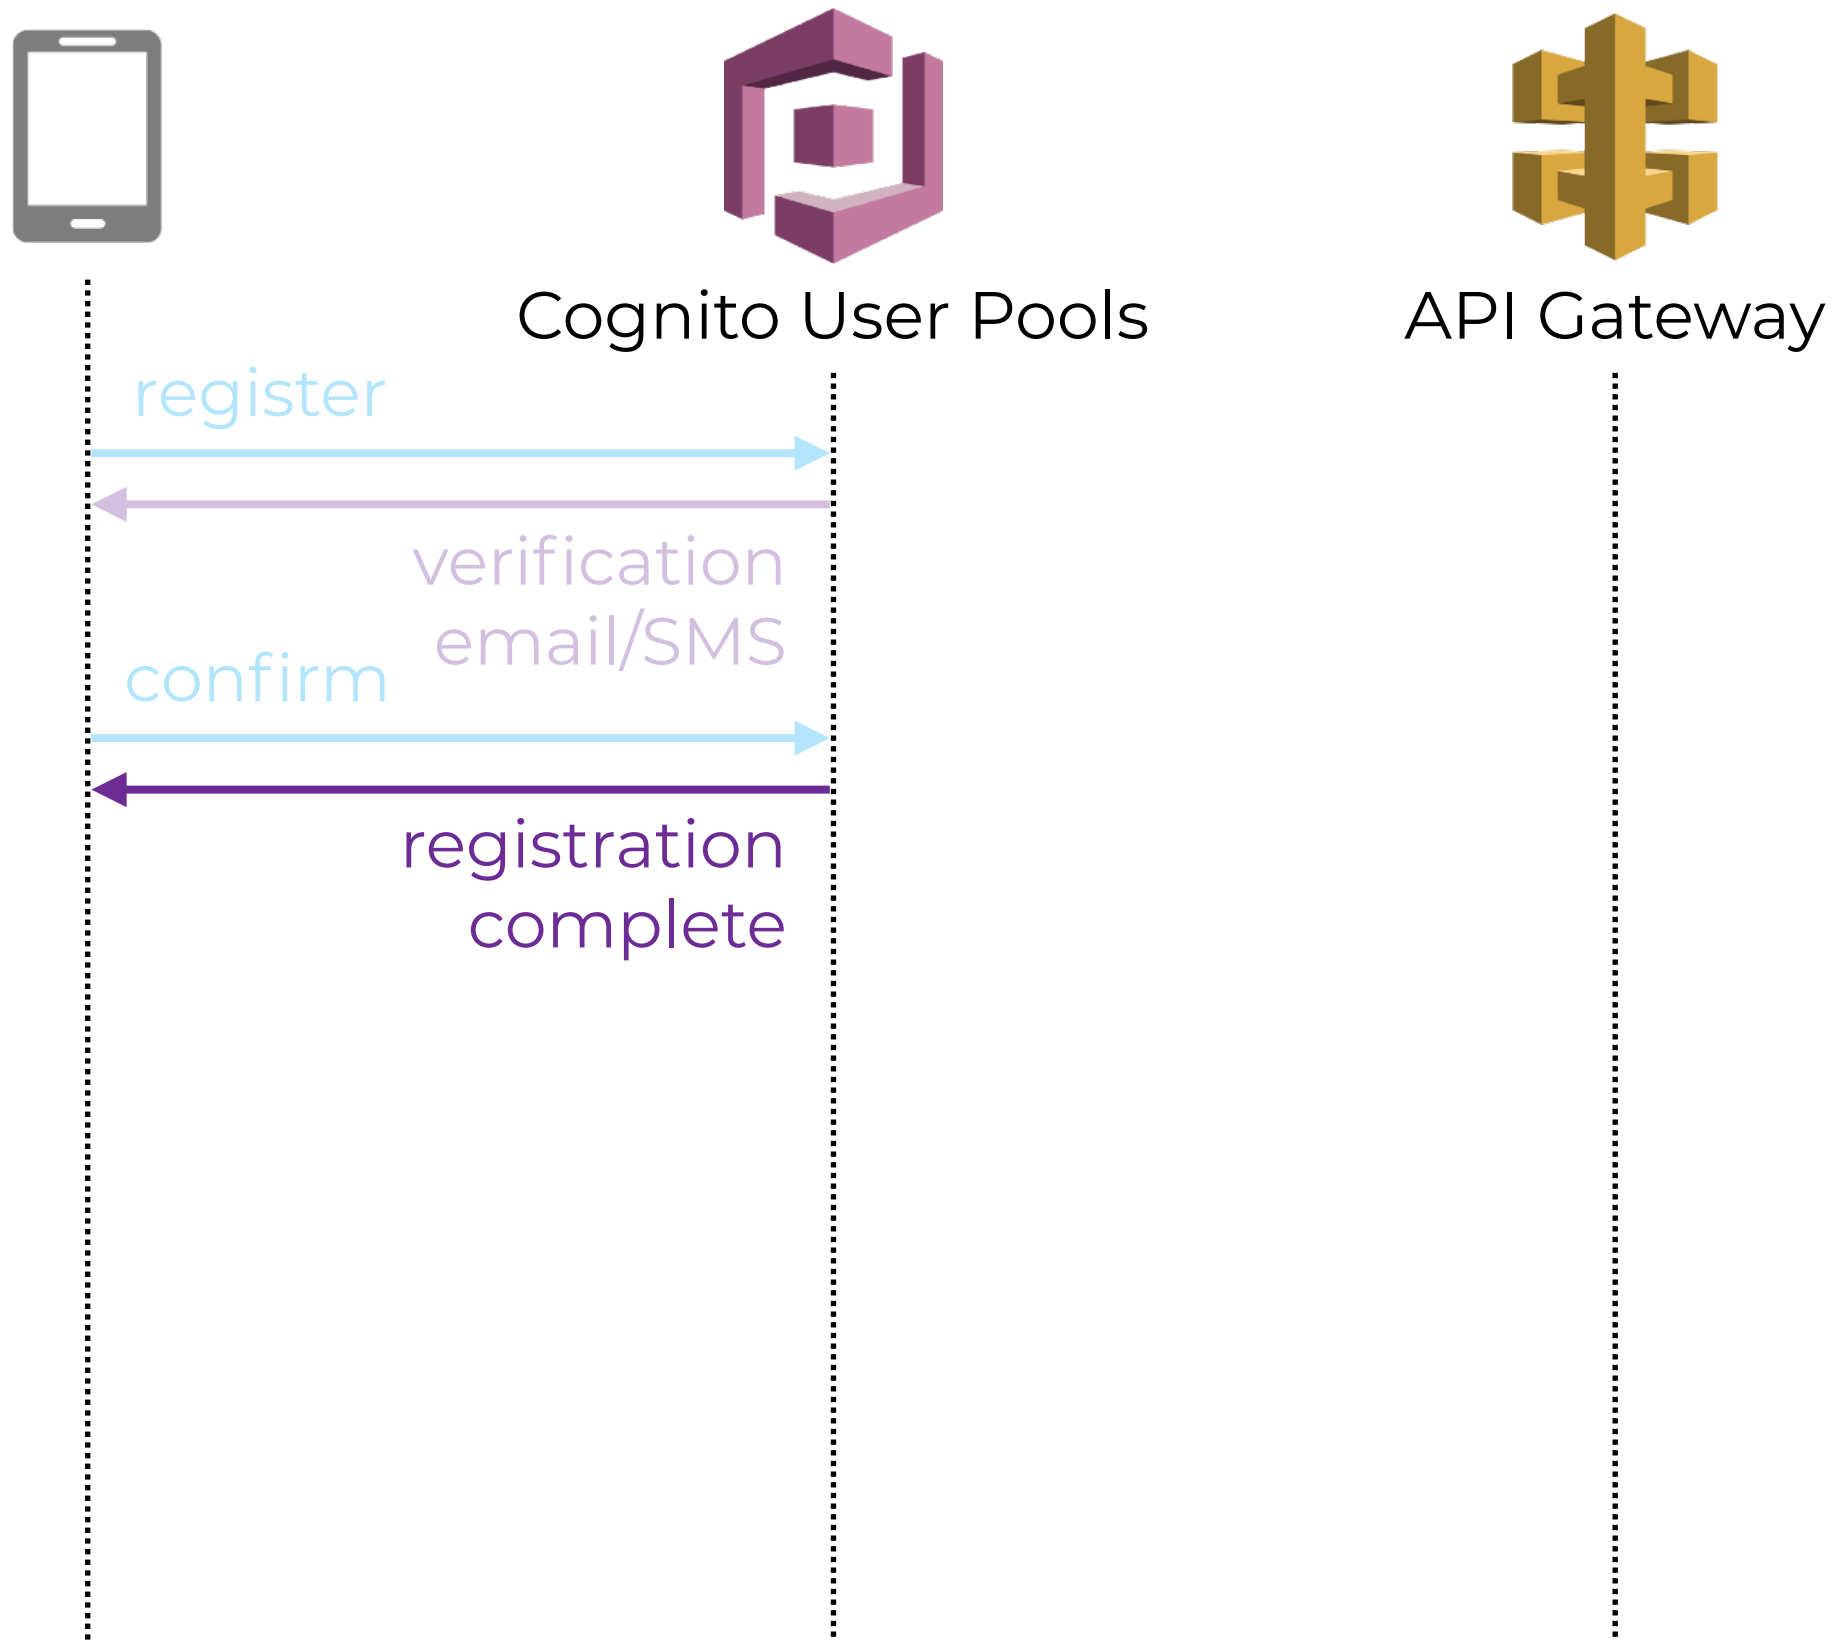 Cognito User Pools
API Gateway
register
verification
email/SMS
confirm
registration
complete